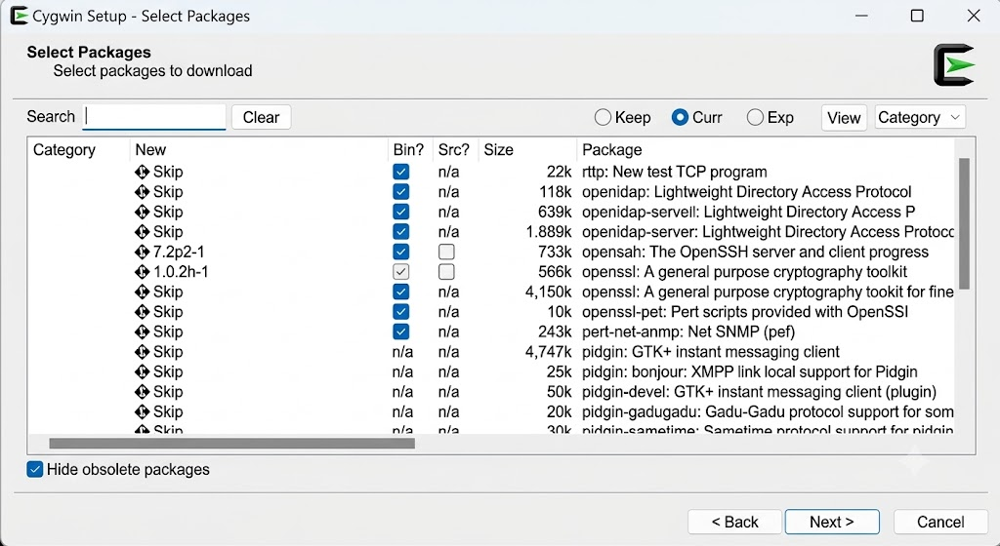 Cygwin Setup - Select Packages
Select Packages
Select packages to download
Search Clear Keep Curr Exp View Category
Category New Bin? Src? Size Package
Skip n/a 22k rttp: New test TCP program
Skip n/a 118k openidap: Lightweight Directory Access Protocol
Skip n/a 639k openidap-servell: Lightweight Directory Access P
Skip n/a 1.889k openidap-server: Lightweight Directory Access Protocc
7.2p2-1 733k opensah: The OpenSSH server and client progress
1.0.2h-1 566k openssl: A general purpose cryptography toolkit
Skip n/a 4,150k openssl: A general purpose cryptography tookit for fine
Skip n/a 10k openssl-pet: Pert scripts provided with OpenSSI
Skip n/a 243k pert-net-anmp: Net SNMP (pef)
Skip n/a n/a 4,747k pidgin: GTK+ instant messaging client
Skip n/a n/a 25k pidgin: bonjour: XMPP link local support for Pidgin
Skip n/a n/a 50k pidgin-devel: GTK+ instant messaging client (plugin)
Skip n/a n/a 20k pidgin-gadugadu: Gadu-Gadu protocol support for som
Skip n/a n/a 30k pidgin-sametime: Sametime protocol support for pidgin
Hide obsolete packages
< Back Next > Cancel